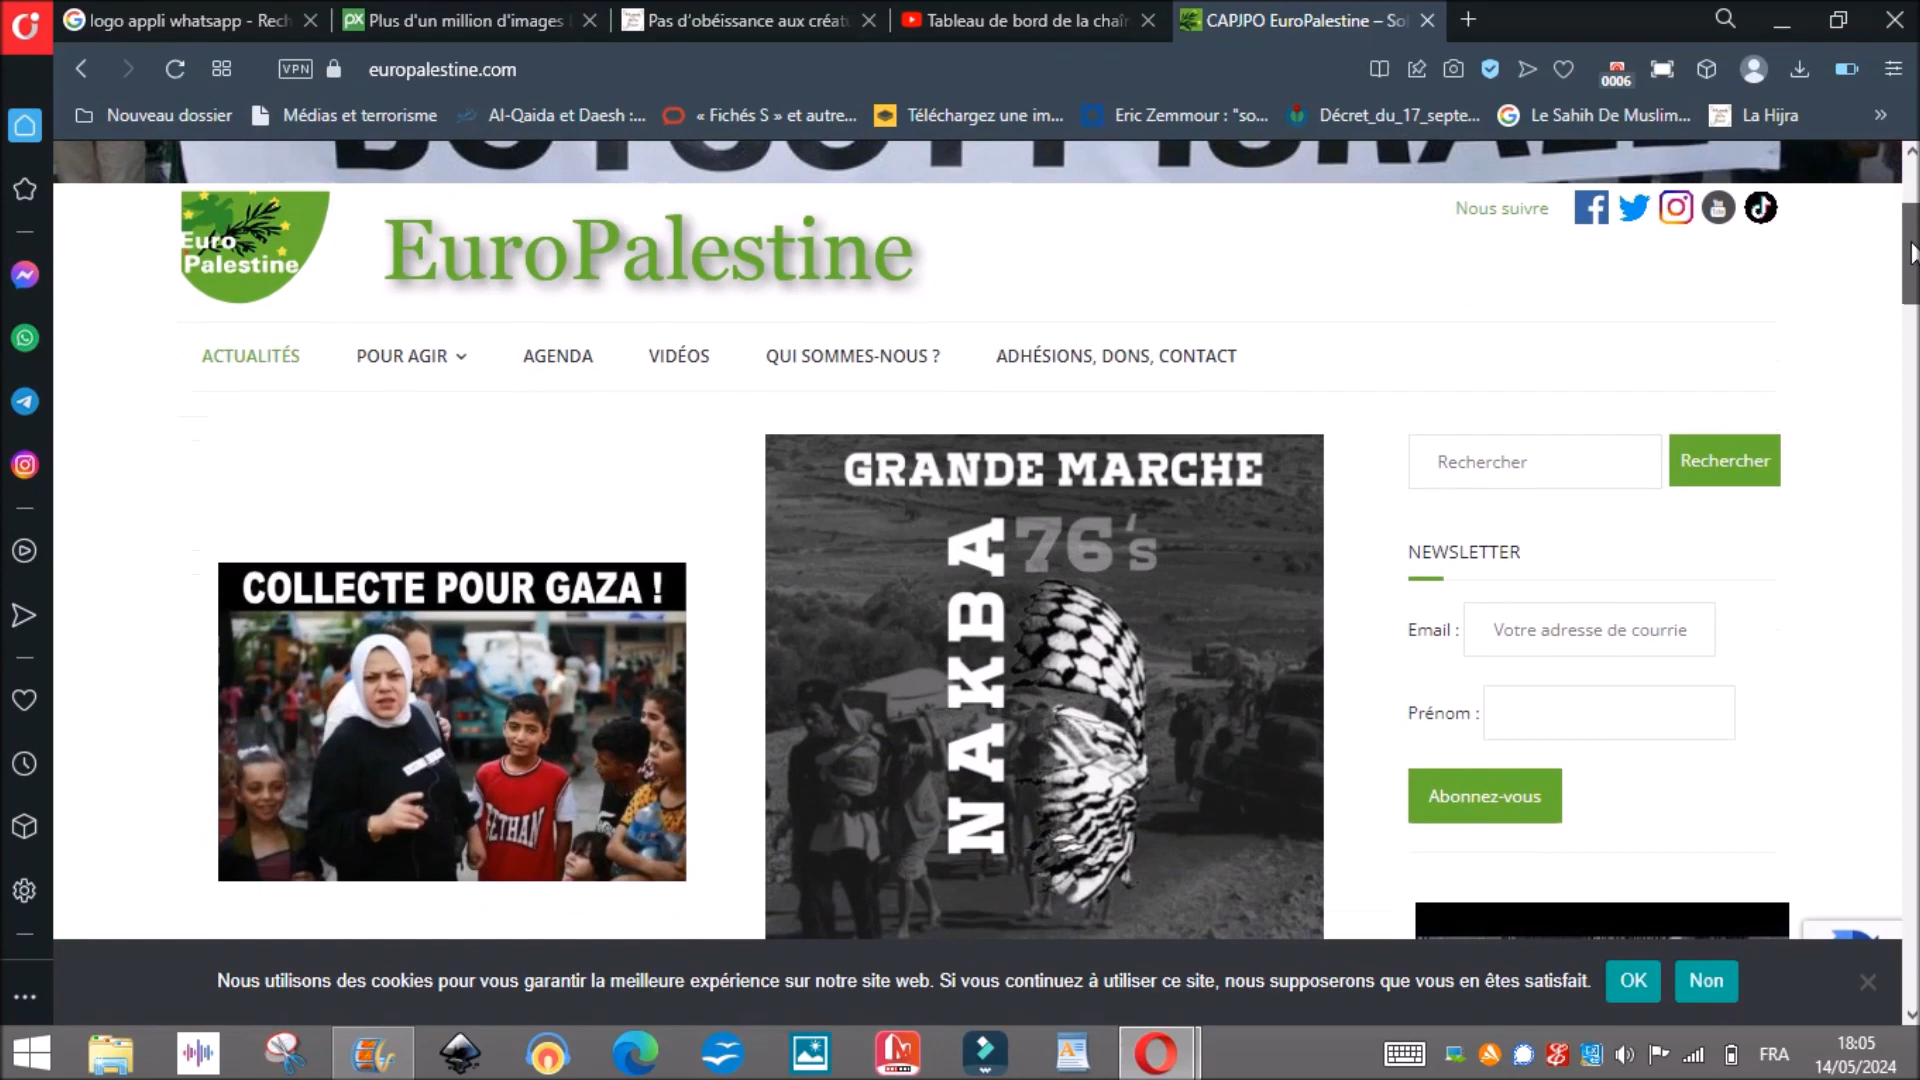 logo appli whatsapp - Rech
Plus d'un million d'images
Pas d'obéissance aux créatu
Tableau de bord de la chaîn
CAPJPO EuroPalestine – Sol
VPN
europalestine.com
0006
Nouveau dossier
Médias et terrorisme
Al-Qaida et Daesh :...
« Fichés S » et autre...
Téléchargez une im...
Eric Zemmour : "so...
Décret_du_17_septe...
Le Sahih De Muslim...
La Hijra
BOYCOTT ISRAEL
Euro
Palestine
EuroPalestine
Nous suivre
ACTUALITÉS
POUR AGIR
AGENDA
VIDÉOS
QUI SOMMES-NOUS ?
ADHÉSIONS, DONS, CONTACT
COLLECTE POUR GAZA !
GRANDE MARCHE
76's
NAKBA
Rechercher
Rechercher
NEWSLETTER
Email :
Votre adresse de courrie
Prénom :
Abonnez-vous
Nous utilisons des cookies pour vous garantir la meilleure expérience sur notre site web. Si vous continuez à utiliser ce site, nous supposerons que vous en êtes satisfait.
OK
Non
FRA
18:05
14/05/2024